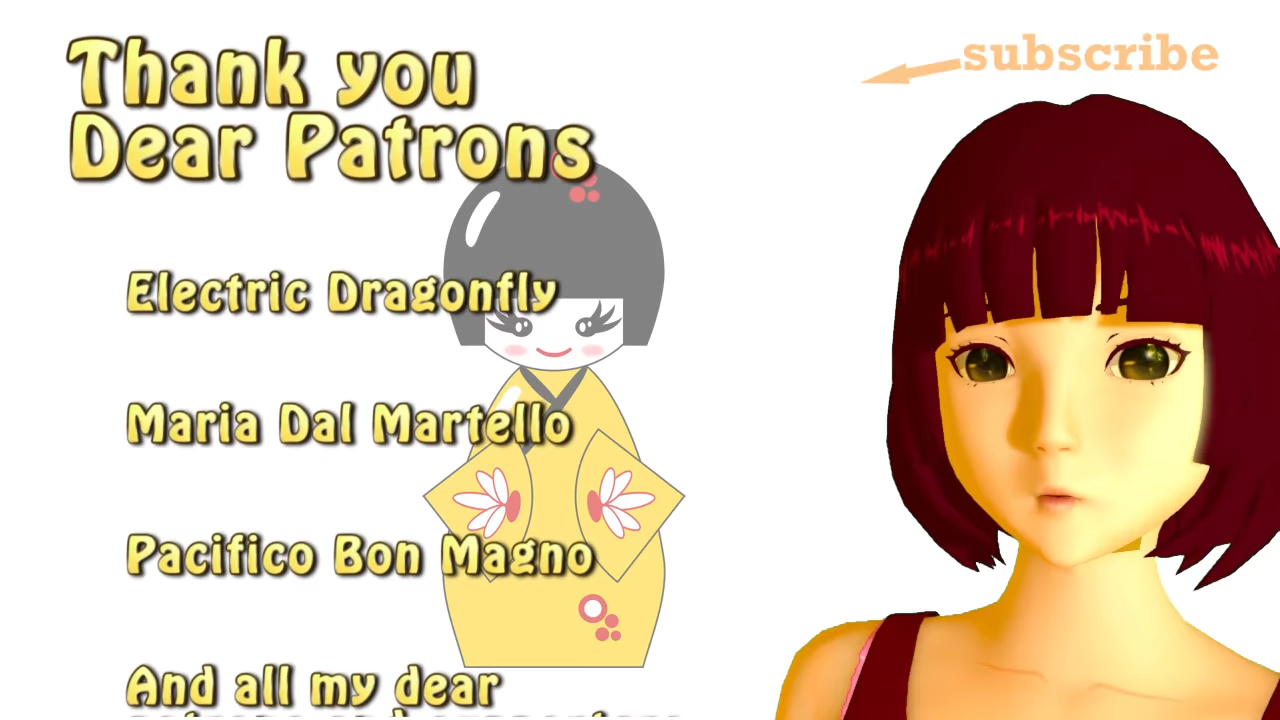 Thank you
Dear Patrons
subscribe
Electric Dragonfly
Maria Dal Martello
Pacifico Bon Magno
And all my dear